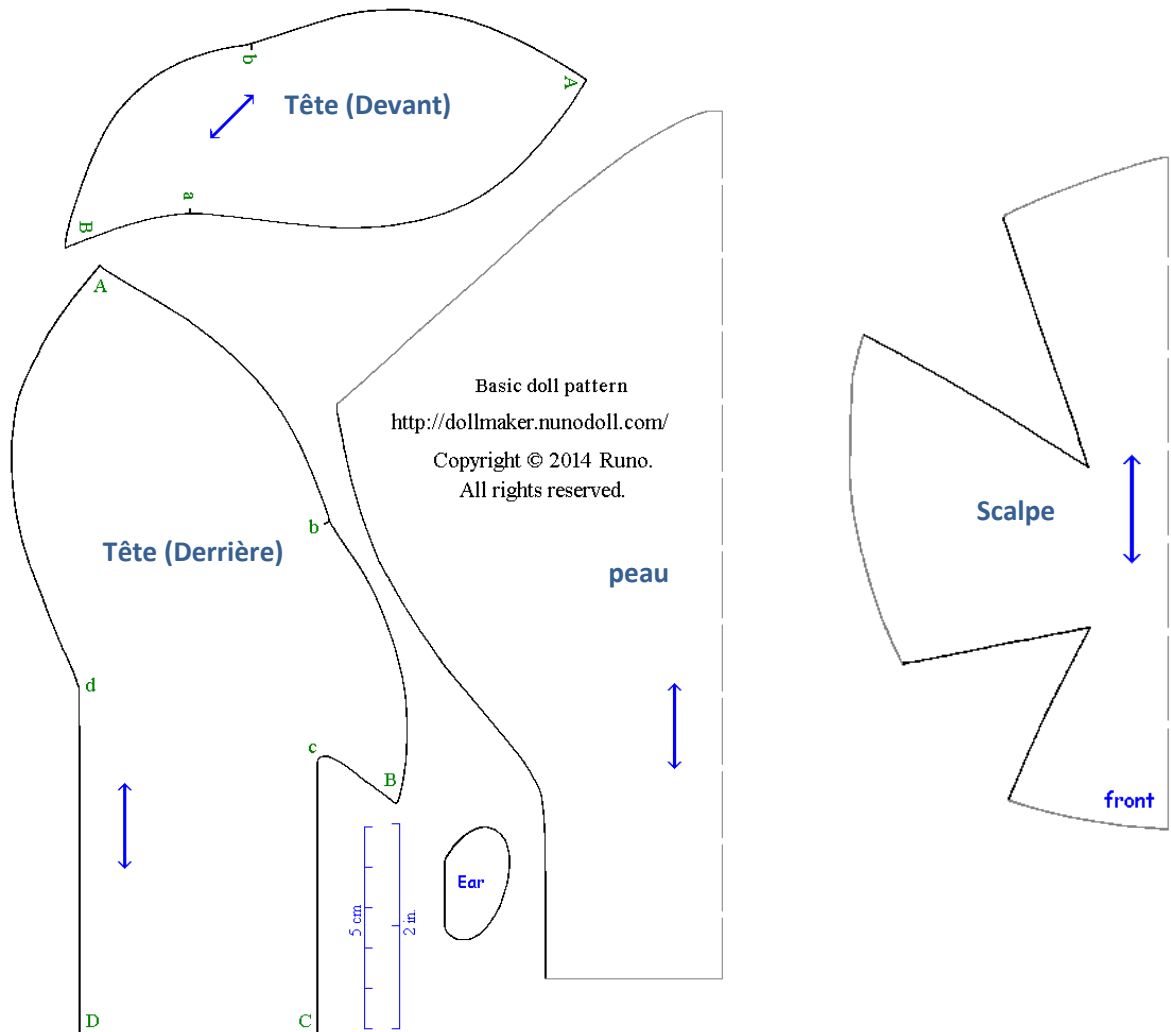 b
A
Tête (Devant)
a
B
A
Basic doll pattern
http://dollmaker.nunodoll.com/
Copyright © 2014 Runo.
All rights reserved.
b
Tête (Derrière)
peau
Scalpe
d
c
B
front
Ear
5 cm
2 in.
D
C